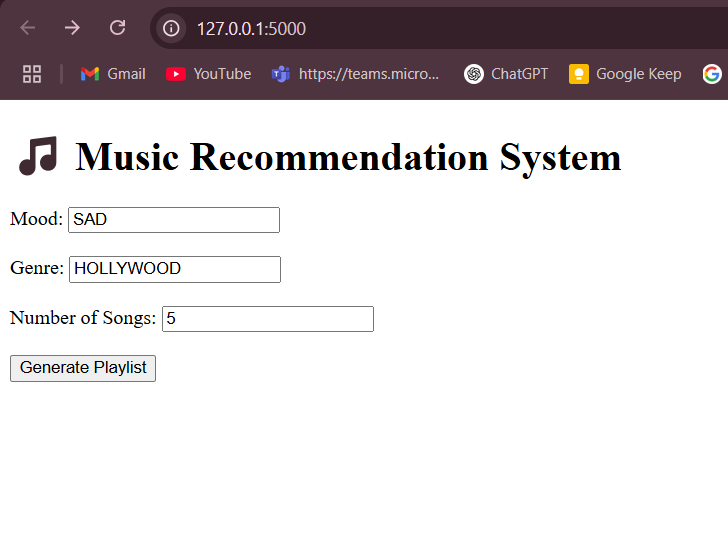 127.0.0.1:5000
Gmail YouTube https://teams.micro... ChatGPT Google Keep
Music Recommendation System
Mood: SAD
Genre: HOLLYWOOD
Number of Songs: 5
Generate Playlist